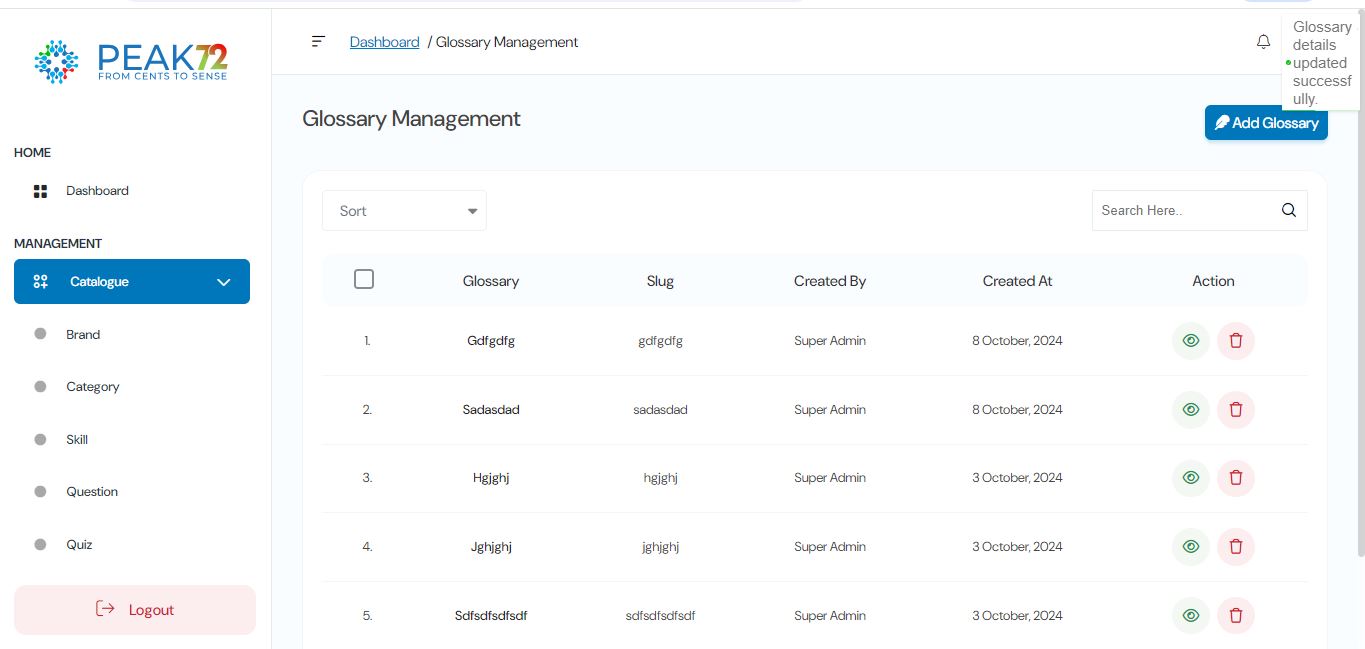 PEAK72
FROM CENTS TO SENSE
Dashboard / Glossary Management
Glossary
details
updated
successf
ully.
HOME
Dashboard
MANAGEMENT
Catalogue
Brand
Category
Skill
Question
Quiz
Logout
Glossary Management
Add Glossary
Sort
Search Here..
Glossary Slug Created By Created At Action
1. Gdfgdfg gdfgdfg Super Admin 8 October, 2024
2. Sadasdad sadasdad Super Admin 8 October, 2024
3. Hgjghj hgjghj Super Admin 3 October, 2024
4. Jghjghj jghjghj Super Admin 3 October, 2024
5. Sdfsdfsdfsdf sdfsdfsdfsdf Super Admin 3 October, 2024